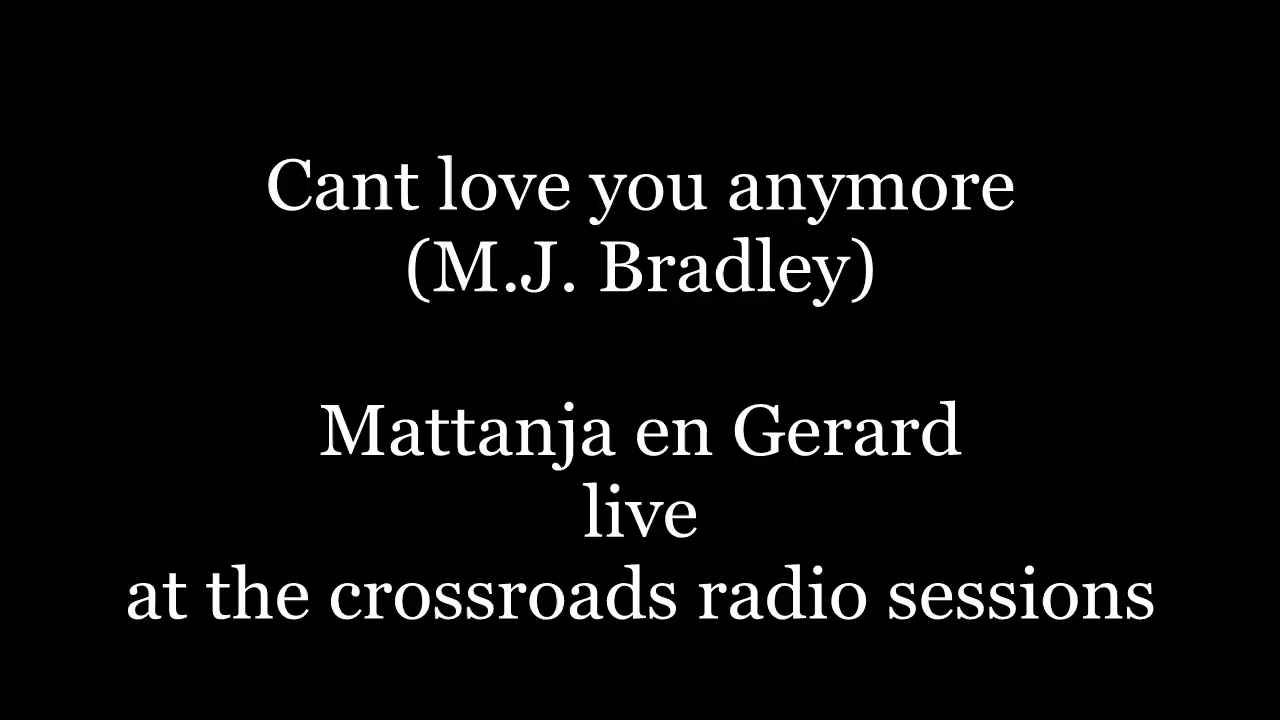 Cant love you anymore
(M.J. Bradley)
Mattanja en Gerard
live
at the crossroads radio sessions